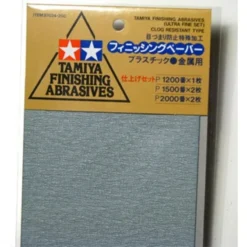 TAMIYA FINISHING ABRASIVES
(ULTRA FINE SET)
CLOG RESISTANT TYPE
目づまり防止特殊加工
フィニッシングペーパー
プラスチック●金属用
TAMIYA
FINISHING
ABRASIVES
仕上げセット P1200番×1枚
P1500番×2枚
P2000番×2枚